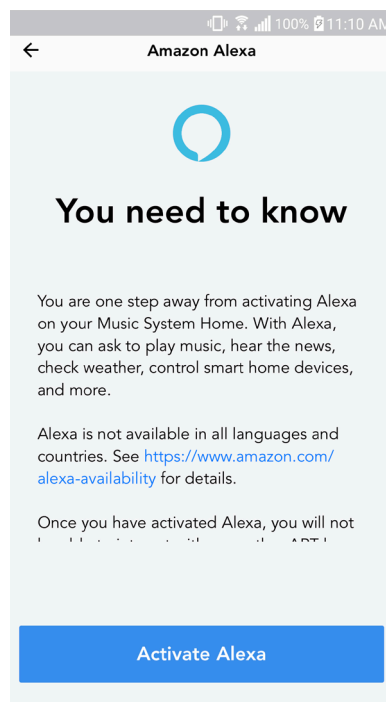 100% 11:10 AM
Amazon Alexa
You need to know
You are one step away from activating Alexa
on your Music System Home. With Alexa,
you can ask to play music, hear the news,
check weather, control smart home devices,
and more.
Alexa is not available in all languages and
countries. See https://www.amazon.com/
alexa-availability for details.
Once you have activated Alexa, you will not
Activate Alexa